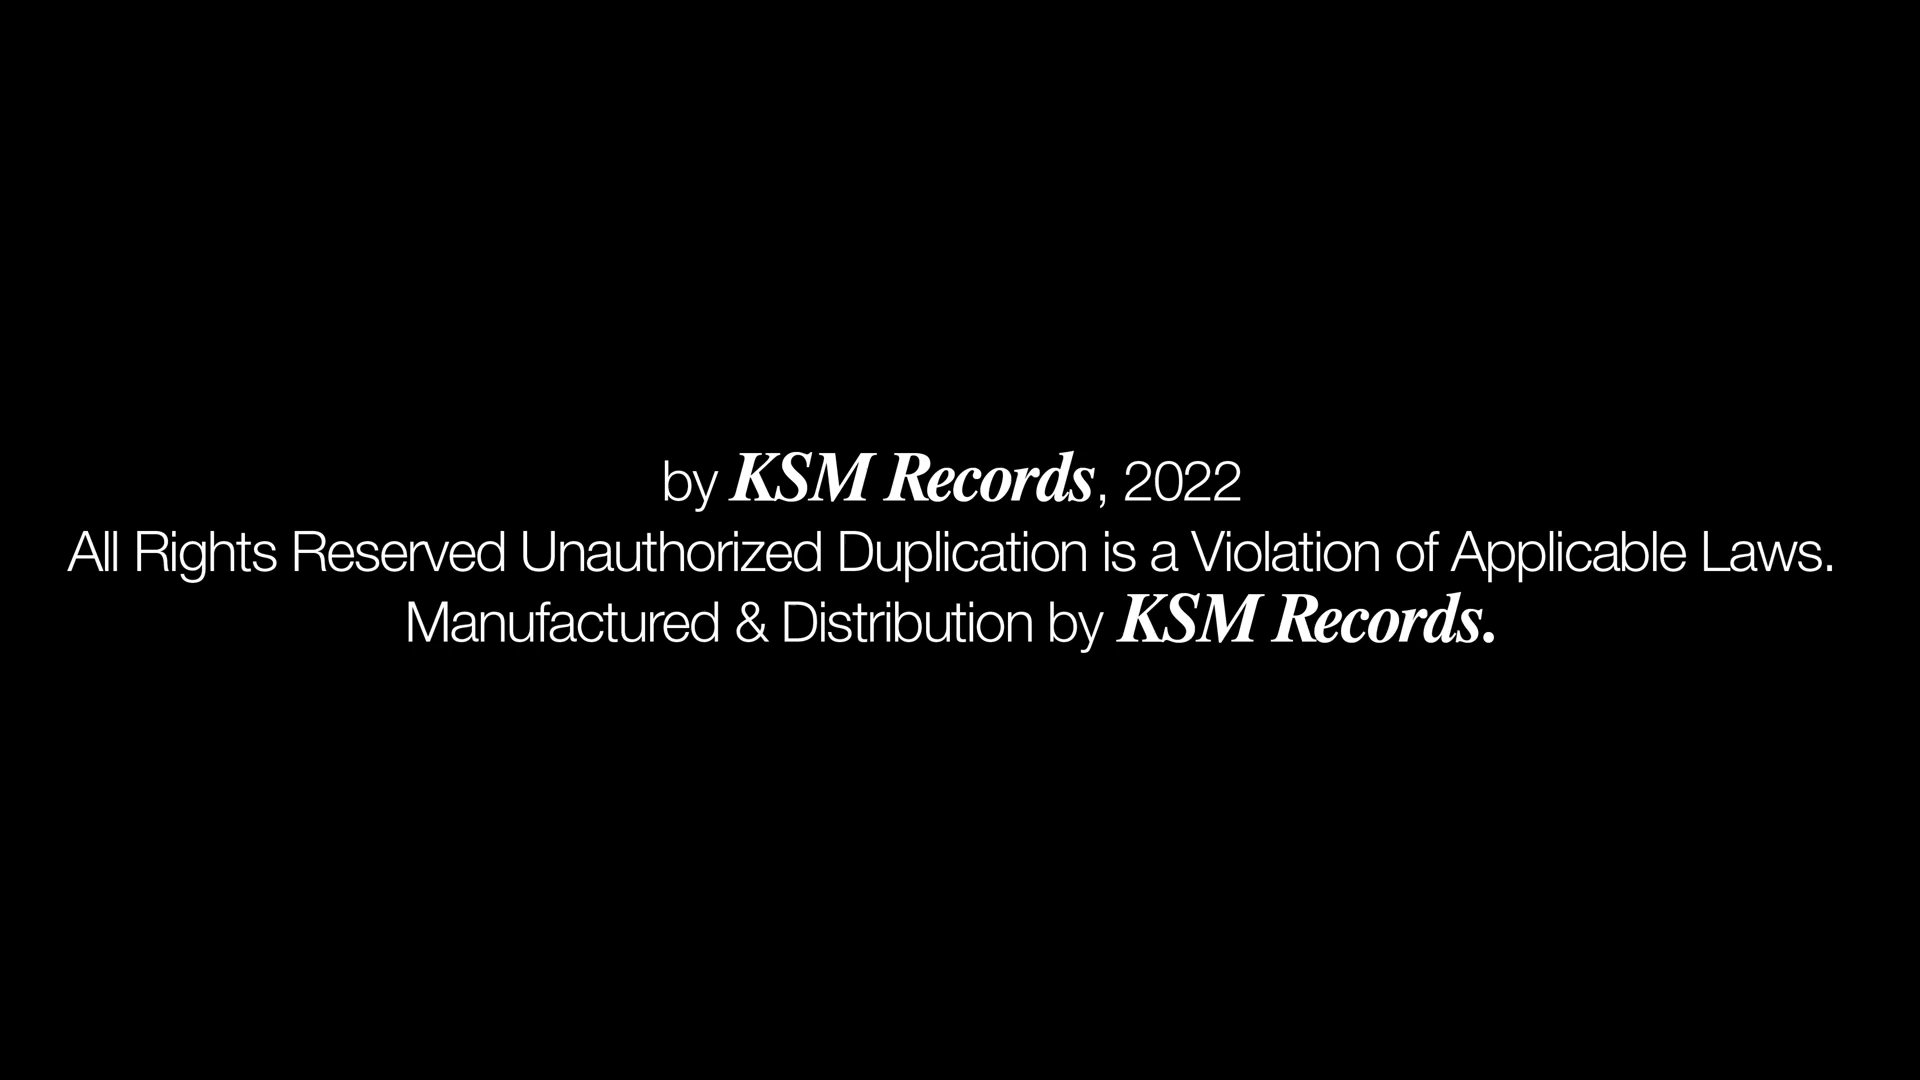 by KSM Records, 2022
All Rights Reserved Unauthorized Duplication is a Violation of Applicable Laws.
Manufactured & Distribution by KSM Records.